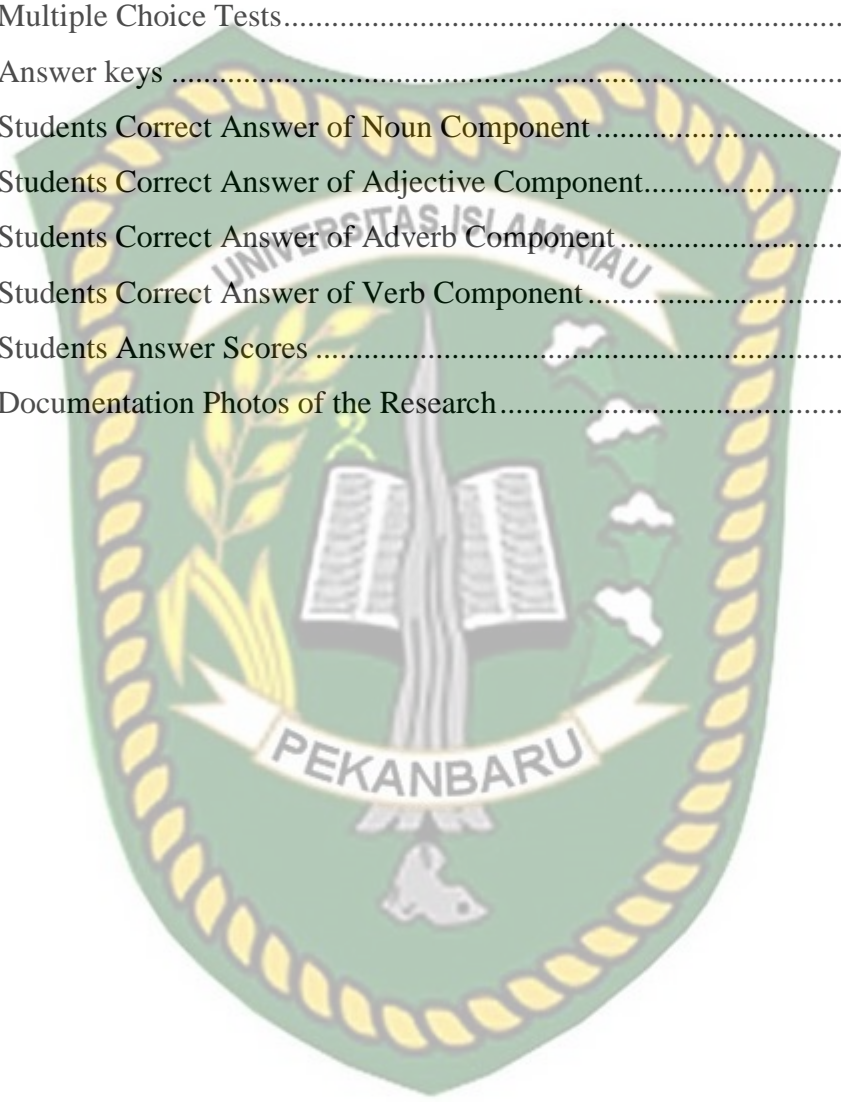 Multiple Choice Tests..............................................................................
Answer keys ..............................................................................................
Students Correct Answer of Noun Component ................................
Students Correct Answer of Adjective Component.........................
Students Correct Answer of Adverb Component .............................
Students Correct Answer of Verb Component .................................
Students Answer Scores .........................................................................
Documentation Photos of the Research ..............................................
UNIVERSITAS ISLAM RIAU
PEKANBARU